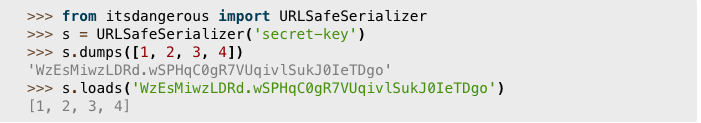 >>> from itsdangerous import URLSafeSerializer
>>> s = URLSafeSerializer('secret-key')
>>> s.dumps([1, 2, 3, 4])
'WzEsMiwzLDRd.wSPHqC0gR7VUqivlSukJ0IeTDgo'
>>> s.loads('WzEsMiwzLDRd.wSPHqC0gR7VUqivlSukJ0IeTDgo')
[1, 2, 3, 4]